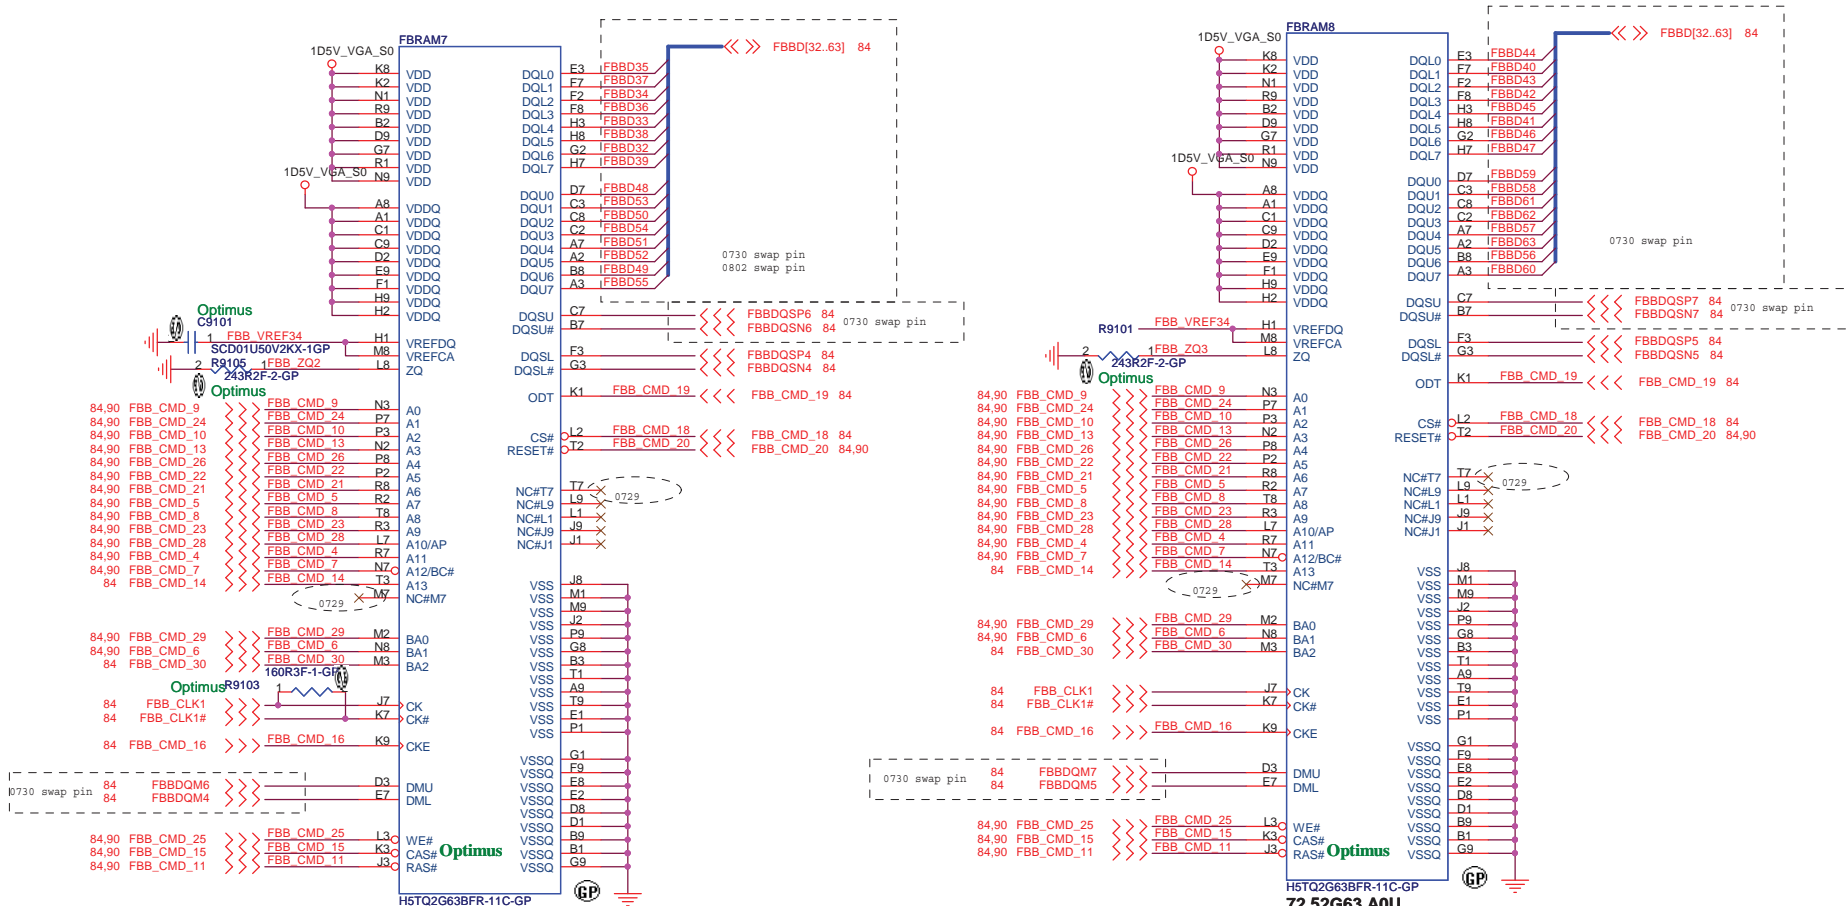 FBRAM7
1D5V_VGA_S0
FBBD[32..63] 84
K8 VDD DQL0 E3 FBBD35
K2 VDD DQL1 F7 FBBD37
N1 VDD DQL2 F2 FBBD34
R9 VDD DQL3 F8 FBBD36
B2 VDD DQL4 H3 FBBD33
D9 VDD DQL5 H8 FBBD38
G7 VDD DQL6 G2 FBBD32
R1 VDD DQL7 H7 FBBD39
N9 VDD
1D5V_VGA_S0
DQU0 D7 FBBD48
A8 VDDQ DQU1 C3 FBBD53
A1 VDDQ DQU2 C8 FBBD50
C1 VDDQ DQU3 C2 FBBD54
C9 VDDQ DQU4 A7 FBBD51
D2 VDDQ DQU5 A2 FBBD52
E9 VDDQ DQU6 B8 FBBD49
F1 VDDQ DQU7 A3 FBBD55
H9 VDDQ
H2 VDDQ
0730 swap pin
0802 swap pin
DQSU C7 FBBDQSP6 84
DQSU# B7 FBBDQSN6 84
0730 swap pin
Optimus
C9101
1 FBB_VREF34 H1 VREFDQ
SCD01U50V2KX-1GP M8 VREFCA
DQSL F3 FBBDQSP4 84
DQSL# G3 FBBDQSN4 84
2 R9105 1 FBB_ZQ2 L8 ZQ
243R2F-2-GP
Optimus
ODT K1 FBB_CMD_19 FBB_CMD_19 84
CS# L2 FBB_CMD_18 FBB_CMD_18 84
RESET# T2 FBB_CMD_20 FBB_CMD_20 84,90
84,90 FBB_CMD_9 FBB_CMD_9 N3 A0
84,90 FBB_CMD_24 FBB_CMD_24 P7 A1
84,90 FBB_CMD_10 FBB_CMD_10 P3 A2
84,90 FBB_CMD_13 FBB_CMD_13 N2 A3
84,90 FBB_CMD_26 FBB_CMD_26 P8 A4
84,90 FBB_CMD_22 FBB_CMD_22 P2 A5
84,90 FBB_CMD_21 FBB_CMD_21 R8 A6
84,90 FBB_CMD_5 FBB_CMD_5 R2 A7
84,90 FBB_CMD_8 FBB_CMD_8 T8 A8
84,90 FBB_CMD_23 FBB_CMD_23 R3 A9
84,90 FBB_CMD_28 FBB_CMD_28 L7 A10/AP
84,90 FBB_CMD_4 FBB_CMD_4 R7 A11
84,90 FBB_CMD_7 FBB_CMD_7 N7 A12/BC#
84 FBB_CMD_14 FBB_CMD_14 T3 A13
0729 M7 NC#M7
NC#T7 T7 0729
NC#L9 L9
NC#L1 L1
NC#J9 J9
NC#J1 J1
VSS J8
VSS M1
VSS M9
VSS J2
VSS P9
VSS G8
VSS B3
VSS T1
VSS A9
VSS T9
VSS E1
VSS P1
84,90 FBB_CMD_29 FBB_CMD_29 M2 BA0
84,90 FBB_CMD_6 FBB_CMD_6 N8 BA1
84 FBB_CMD_30 FBB_CMD_30 M3 BA2
160R3F-1-GP
Optimus R9103 1
84 FBB_CLK1 J7 CK
84 FBB_CLK1# K7 CK#
84 FBB_CMD_16 FBB_CMD_16 K9 CKE
VSSQ G1
VSSQ F9
VSSQ E8
VSSQ E2
VSSQ D8
VSSQ D1
VSSQ B9
VSSQ B1
VSSQ G9
0730 swap pin
84 FBBDQM6 D3 DMU
84 FBBDQM4 E7 DML
84,90 FBB_CMD_25 FBB_CMD_25 L3 WE#
84,90 FBB_CMD_15 FBB_CMD_15 K3 CAS# Optimus
84,90 FBB_CMD_11 FBB_CMD_11 J3 RAS#
GP
H5TQ2G63BFR-11C-GP
FBRAM8
1D5V_VGA_S0
FBBD[32..63] 84
K8 VDD DQL0 E3 FBBD44
K2 VDD DQL1 F7 FBBD40
N1 VDD DQL2 F2 FBBD43
R9 VDD DQL3 F8 FBBD42
B2 VDD DQL4 H3 FBBD45
D9 VDD DQL5 H8 FBBD41
G7 VDD DQL6 G2 FBBD46
R1 VDD DQL7 H7 FBBD47
N9 VDD
1D5V_VGA_S0
DQU0 D7 FBBD59
A8 VDDQ DQU1 C3 FBBD58
A1 VDDQ DQU2 C8 FBBD61
C1 VDDQ DQU3 C2 FBBD62
C9 VDDQ DQU4 A7 FBBD57
D2 VDDQ DQU5 A2 FBBD63
E9 VDDQ DQU6 B8 FBBD56
F1 VDDQ DQU7 A3 FBBD60
H9 VDDQ
H2 VDDQ
0730 swap pin
DQSU C7 FBBDQSP7 84
DQSU# B7 FBBDQSN7 84
0730 swap pin
R9101 FBB_VREF34 H1 VREFDQ
M8 VREFCA
DQSL F3 FBBDQSP5 84
DQSL# G3 FBBDQSN5 84
2 1 FBB_ZQ3 L8 ZQ
243R2F-2-GP
Optimus
ODT K1 FBB_CMD_19 FBB_CMD_19 84
CS# L2 FBB_CMD_18 FBB_CMD_18 84
RESET# T2 FBB_CMD_20 FBB_CMD_20 84,90
84,90 FBB_CMD_9 FBB_CMD_9 N3 A0
84,90 FBB_CMD_24 FBB_CMD_24 P7 A1
84,90 FBB_CMD_10 FBB_CMD_10 P3 A2
84,90 FBB_CMD_13 FBB_CMD_13 N2 A3
84,90 FBB_CMD_26 FBB_CMD_26 P8 A4
84,90 FBB_CMD_22 FBB_CMD_22 P2 A5
84,90 FBB_CMD_21 FBB_CMD_21 R8 A6
84,90 FBB_CMD_5 FBB_CMD_5 R2 A7
84,90 FBB_CMD_8 FBB_CMD_8 T8 A8
84,90 FBB_CMD_23 FBB_CMD_23 R3 A9
84,90 FBB_CMD_28 FBB_CMD_28 L7 A10/AP
84,90 FBB_CMD_4 FBB_CMD_4 R7 A11
84,90 FBB_CMD_7 FBB_CMD_7 N7 A12/BC#
84 FBB_CMD_14 FBB_CMD_14 T3 A13
0729 M7 NC#M7
NC#T7 T7 0729
NC#L9 L9
NC#L1 L1
NC#J9 J9
NC#J1 J1
VSS J8
VSS M1
VSS M9
VSS J2
VSS P9
VSS G8
VSS B3
VSS T1
VSS A9
VSS T9
VSS E1
VSS P1
84,90 FBB_CMD_29 FBB_CMD_29 M2 BA0
84,90 FBB_CMD_6 FBB_CMD_6 N8 BA1
84 FBB_CMD_30 FBB_CMD_30 M3 BA2
84 FBB_CLK1 J7 CK
84 FBB_CLK1# K7 CK#
84 FBB_CMD_16 FBB_CMD_16 K9 CKE
VSSQ G1
VSSQ F9
VSSQ E8
VSSQ E2
VSSQ D8
VSSQ D1
VSSQ B9
VSSQ B1
VSSQ G9
0730 swap pin
84 FBBDQM7 D3 DMU
84 FBBDQM5 E7 DML
84,90 FBB_CMD_25 FBB_CMD_25 L3 WE#
84,90 FBB_CMD_15 FBB_CMD_15 K3 CAS# Optimus
84,90 FBB_CMD_11 FBB_CMD_11 J3 RAS#
GP
H5TQ2G63BFR-11C-GP
72.52G63.A0U